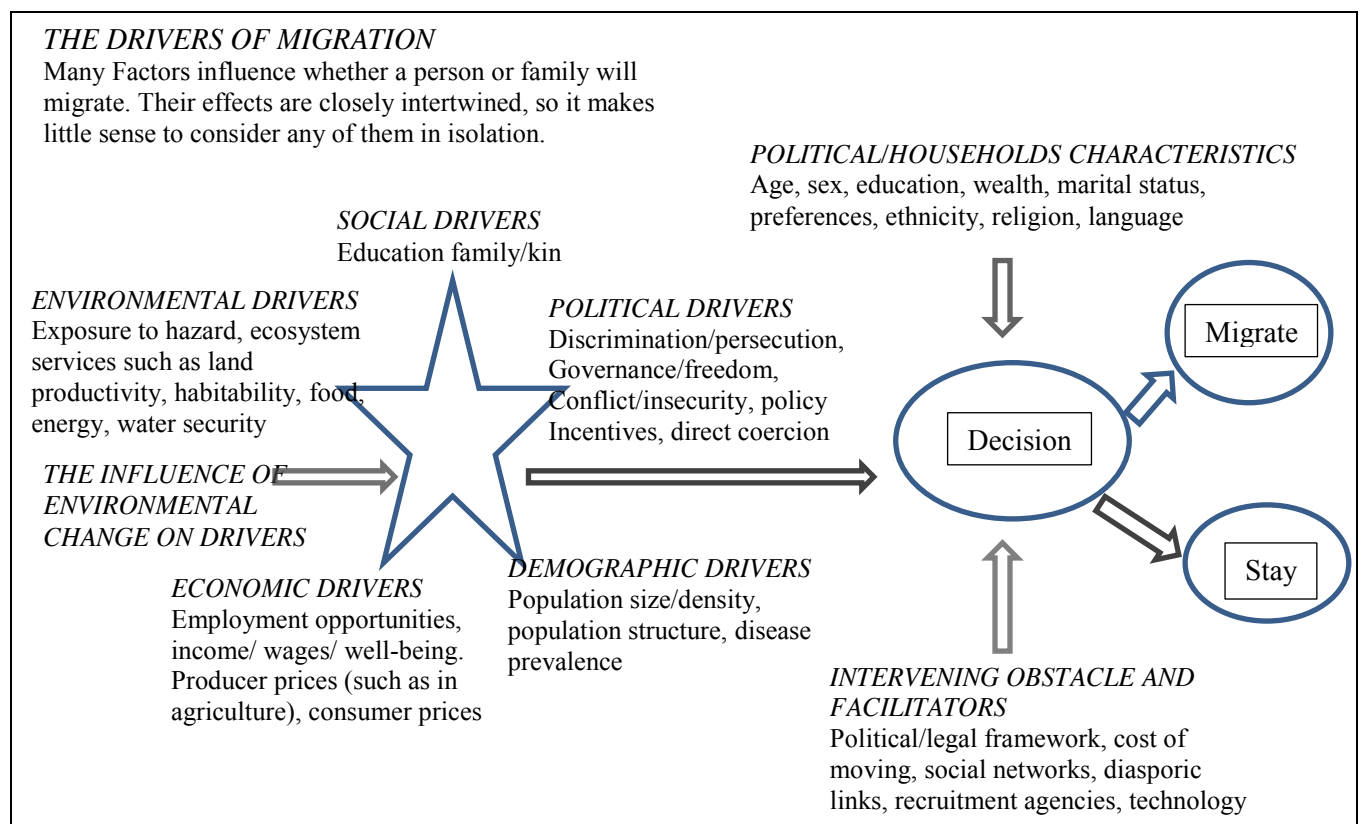 THE DRIVERS OF MIGRATION
Many Factors influence whether a person or family will
migrate. Their effects are closely intertwined, so it makes
little sense to consider any of them in isolation.
POLITICAL/HOUSEHOLDS CHARACTERISTICS
Age, sex, education, wealth, marital status,
preferences, ethnicity, religion, language
SOCIAL DRIVERS
Education family/kin
ENVIRONMENTAL DRIVERS
Exposure to hazard, ecosystem
services such as land
productivity, habitability, food,
energy, water security
POLITICAL DRIVERS
Discrimination/persecution,
Governance/freedom,
Conflict/insecurity, policy
Incentives, direct coercion
Migrate
Decision
THE INFLUENCE OF
ENVIRONMENTAL
CHANGE ON DRIVERS
Stay
ECONOMIC DRIVERS
Employment opportunities,
income/ wages/ well-being.
Producer prices (such as in
agriculture), consumer prices
DEMOGRAPHIC DRIVERS
Population size/density,
population structure, disease
prevalence
INTERVENING OBSTACLE AND
FACILITATORS
Political/legal framework, cost of
moving, social networks, diasporic
links, recruitment agencies, technology